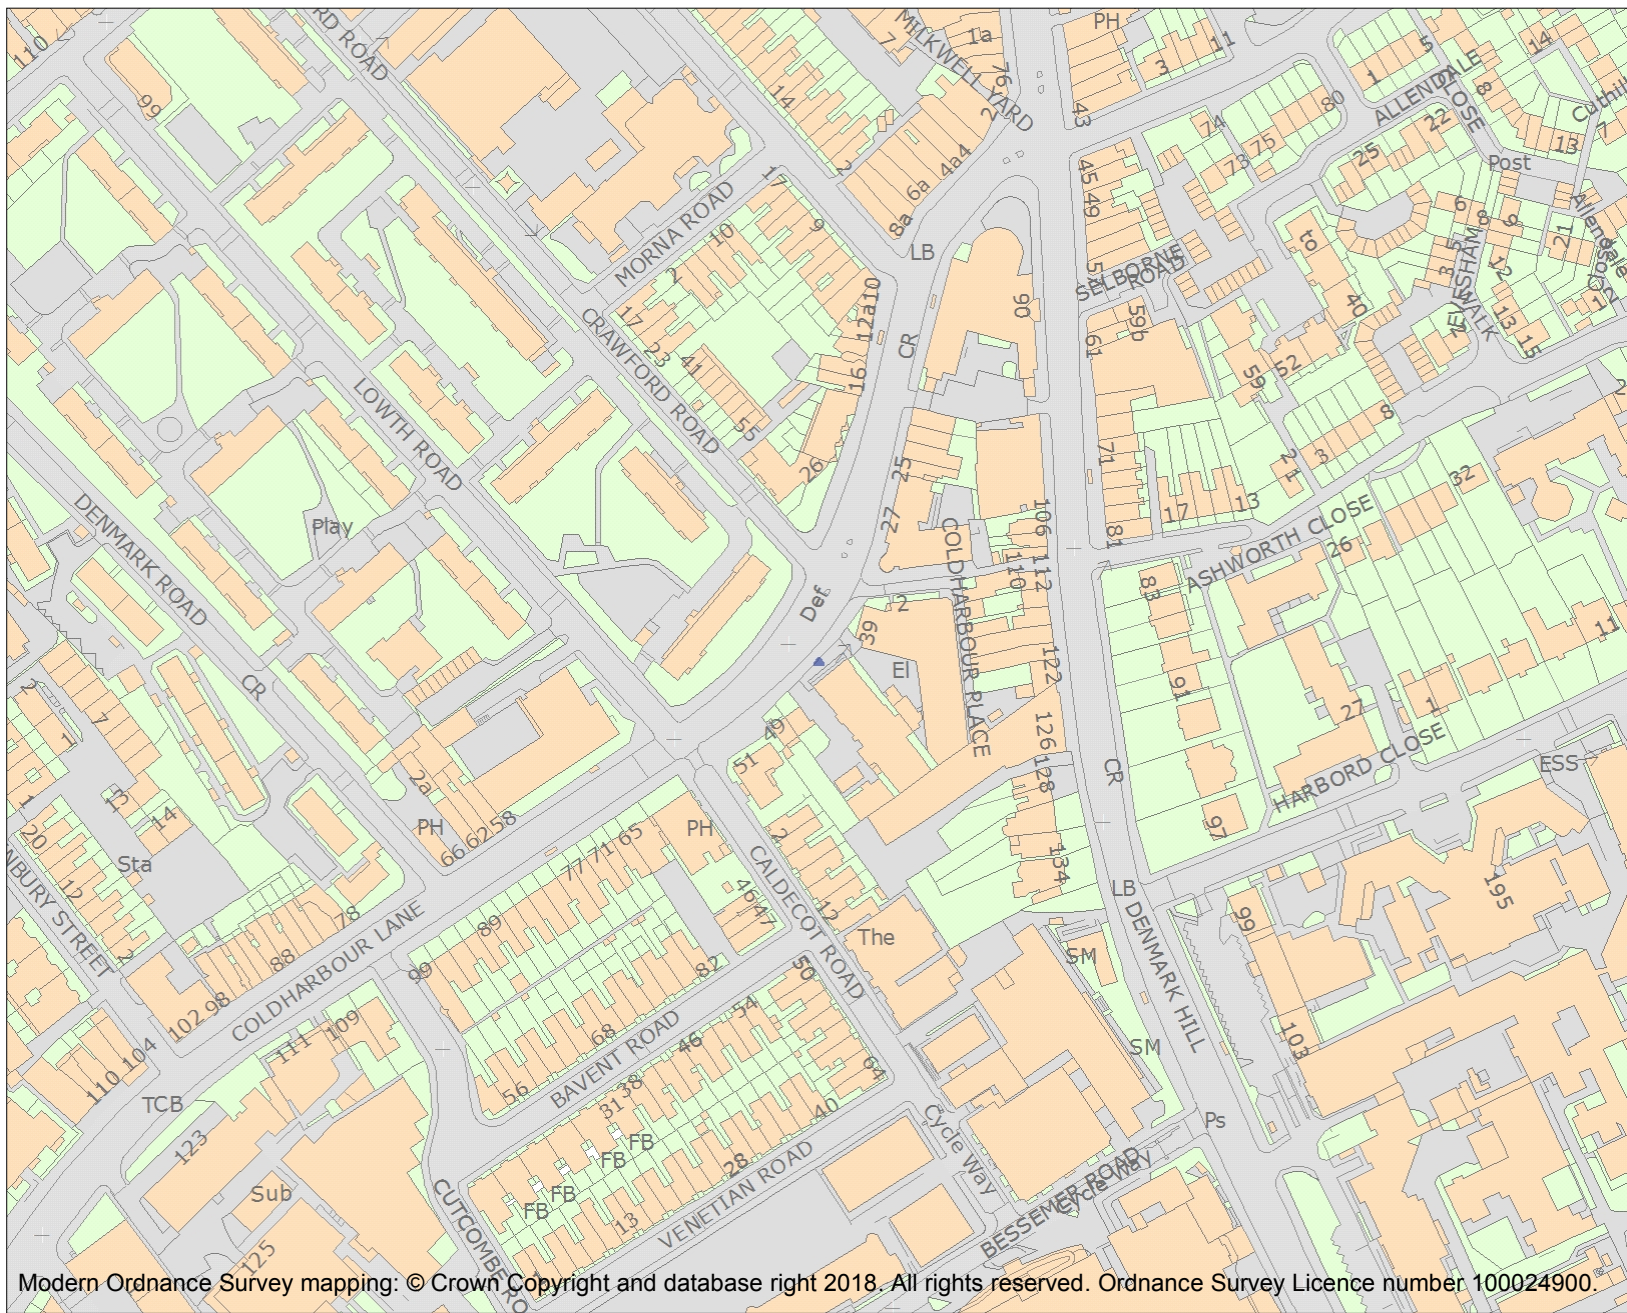 110
99
RD ROAD
14
2
7
MILKWELL YARD
1a
76
2
PH
3
11
43
1
5
ALLENDALE
CLOSE
14
8
22
13
7
Post
25
80
74
73
75
4a4
6a
8a
LB
45
49
17
9
MORNA ROAD
10
2
SELBORNE
ROAD
59b
61
90
12a10
CR
16
17
23
41
55
26
CRAWFORD ROAD
LOWTH ROAD
to
40
52
59
6
8
9
21
3
5
EVESHAM
WALK
12
13
15
Allendale
Close
12
8
3
21
32
71
17
13
81
ASHWORTH CLOSE
26
25
27
106
COLDHARBOUR PLACE
110
112
DENMARK ROAD
Play
Def
39
2
El
83
91
122
126
128
11
1
27
HARBORD CLOSE
ESS
CR
CR
2
7
1
1
13
14
20
12
2
Sta
NBURY STREET
2a
PH
66
62
58
49
51
PH
2
CALDECOT ROAD
12
134
97
LB
DENMARK HILL
195
99
103
78
88
98
102
COLDHARBOUR LANE
65
71
77
89
99
46
47
82
50
The
SM
SM
104
110
TCB
111
109
123
Sub
125
56
68
BAVENT ROAD
54
46
38
31
64
40
28
13
1
FB
FB
FB
FB
VENETIAN ROAD
Cycle Way
Ps
BESSEMER ROAD
Cycle Way
CUTCOMBE RO
Modern Ordnance Survey mapping: © Crown Copyright and database right 2018. All rights reserved. Ordnance Survey Licence number 100024900.